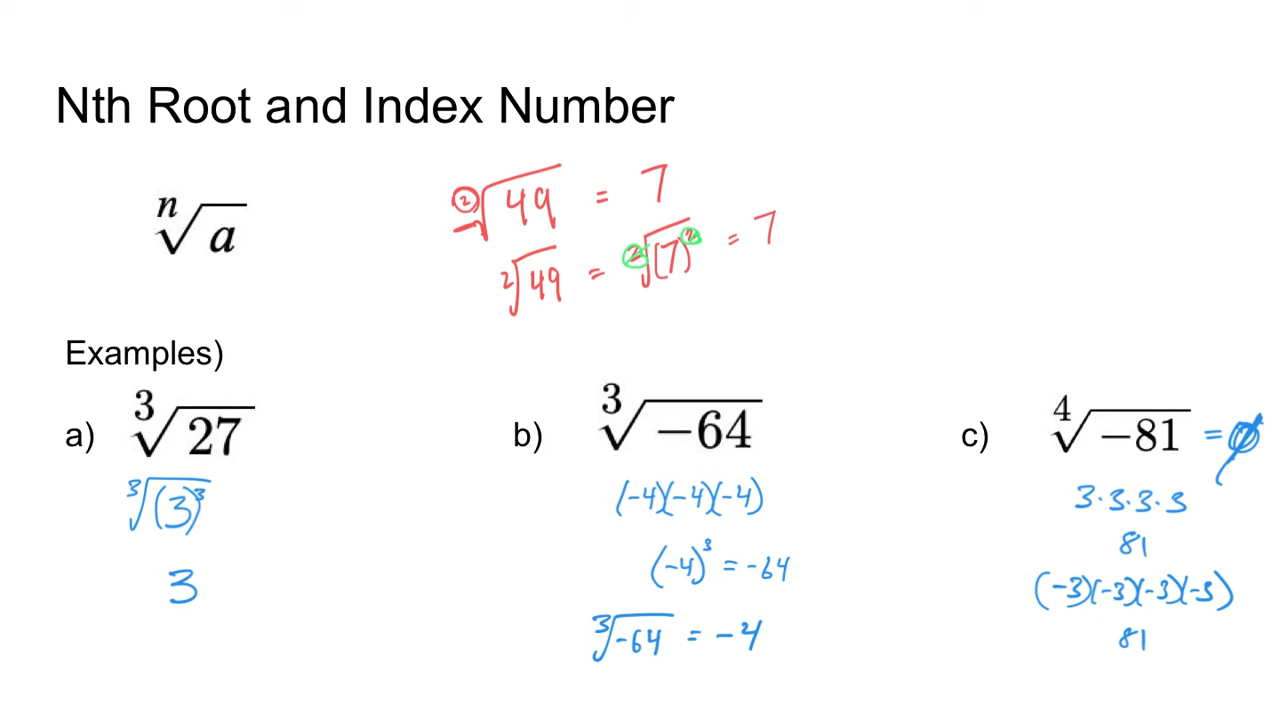 Nth Root and Index Number
ⁿ√a
²√49 = 7
²√49 = ²√(7)² = 7
Examples)
a) ³√27
³√(3)³
3
b) ³√-64
(-4)(-4)(-4)
(-4)³ = -64
³√-64 = -4
c) ⁴√-81 = ∅
3·3·3·3
81
(-3)(-3)(-3)(-3)
81